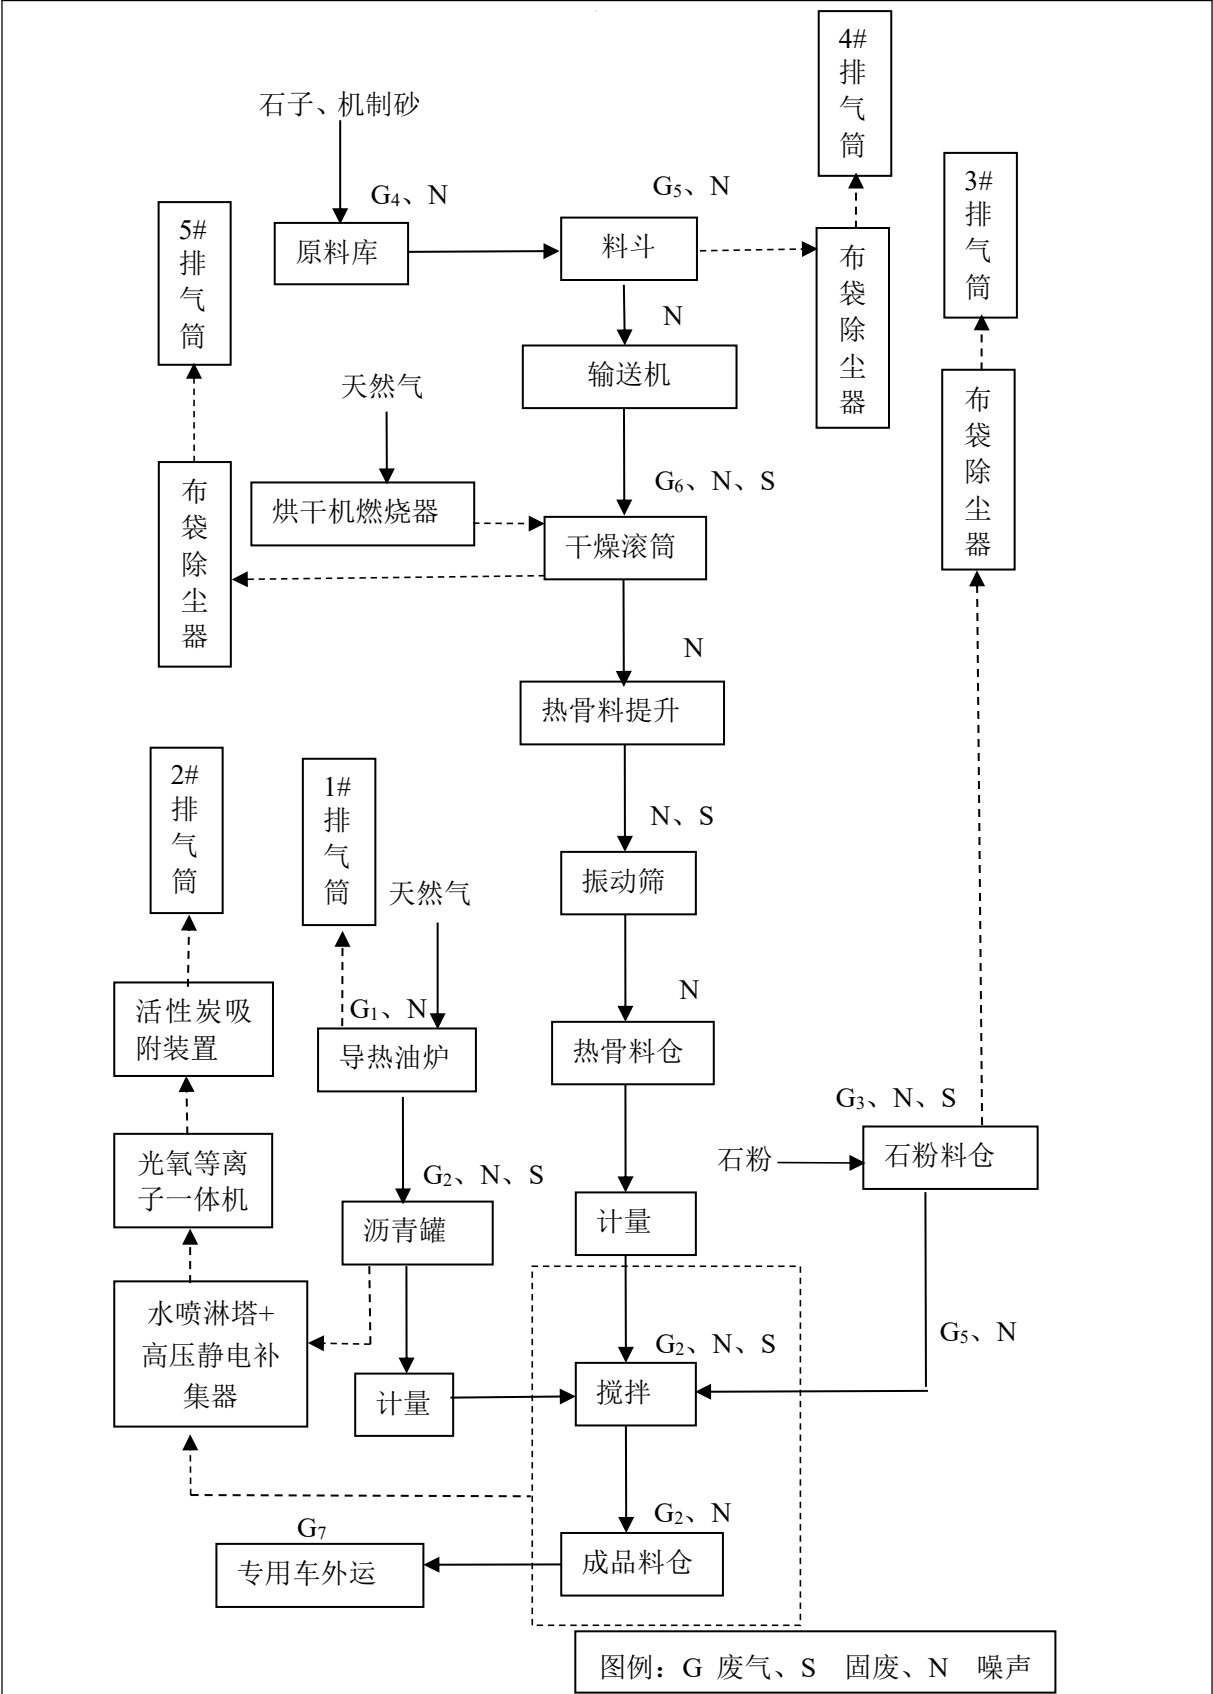 4#
排
气
筒
石子、机制砂
G4、N
G5、N
3#
排
气
筒
5#
排
气
筒
原料库
料斗
布
袋
除
尘
器
N
输送机
天然气
布
袋
除
尘
器
G6、N、S
布
袋
除
尘
器
烘干机燃烧器
干燥滚筒
N
热骨料提升
2#
排
气
筒
1#
排
气
筒
N、S
天然气
振动筛
N
活性炭吸
附装置
G1、N
导热油炉
热骨料仓
G3、N、S
光氧等离
子一体机
石粉
石粉料仓
G2、N、S
沥青罐
计量
水喷淋塔+
高压静电补
集器
G5、N
G2、N、S
计量
搅拌
G2、N
G7
专用车外运
成品料仓
图例：G 废气、S 固废、N 噪声